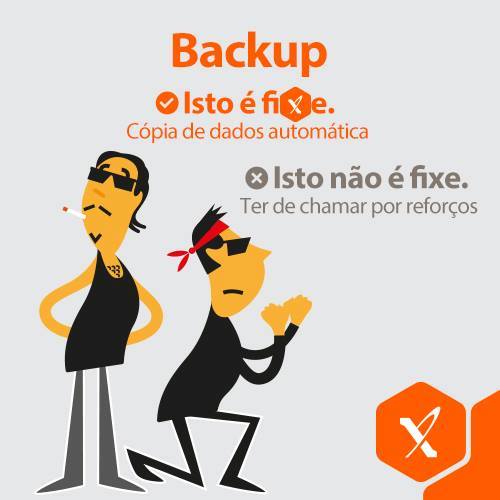 Backup
Isto é fixe.
Cópia de dados automática
Isto não é fixe.
Ter de chamar por reforços